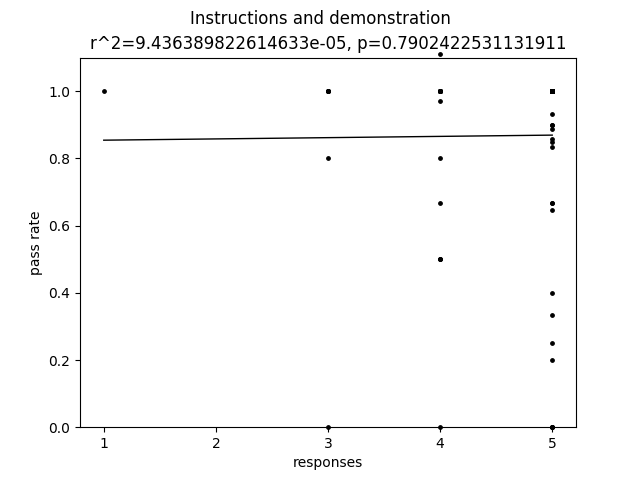 Instructions and demonstration
r^2=9.436389822614633e-05, p=0.7902422531131911
1.0
0.8
0.6
0.4
0.2
0.0
pass rate
1 2 3 4 5
responses